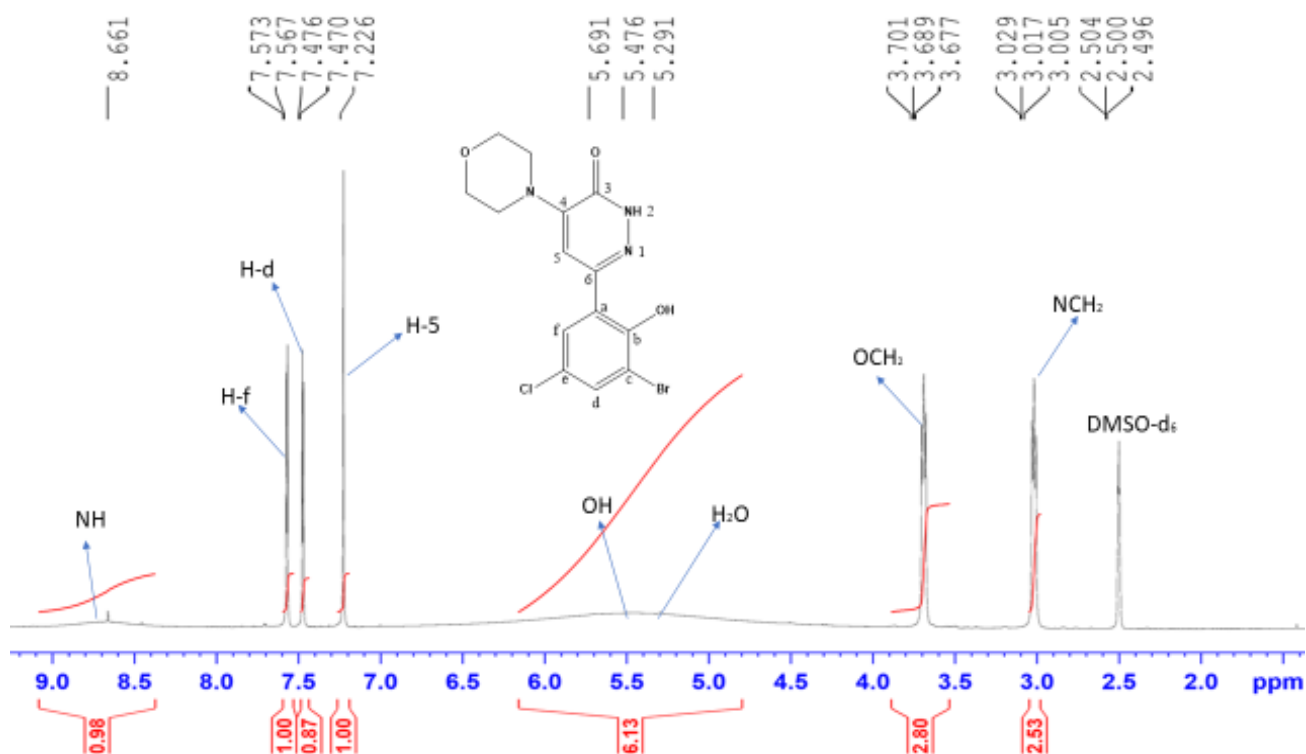 8.661
7.573
7.567
7.476
7.470
7.226
5.691
5.476
5.291
3.701
3.689
3.677
3.029
3.017
3.005
2.504
2.500
2.496
O
O
N
4
3
NH 2
5
N 1
6
a
OH
f
b
e
c
Cl
d
Br
H-d
H-5
H-f
NH
OH
H₂O
OCH₂
NCH₂
DMSO-d₆
9.0 8.5 8.0 7.5 7.0 6.5 6.0 5.5 5.0 4.5 4.0 3.5 3.0 2.5 2.0 ppm
0.98 1.00 0.87 1.00 6.13 2.80 2.53